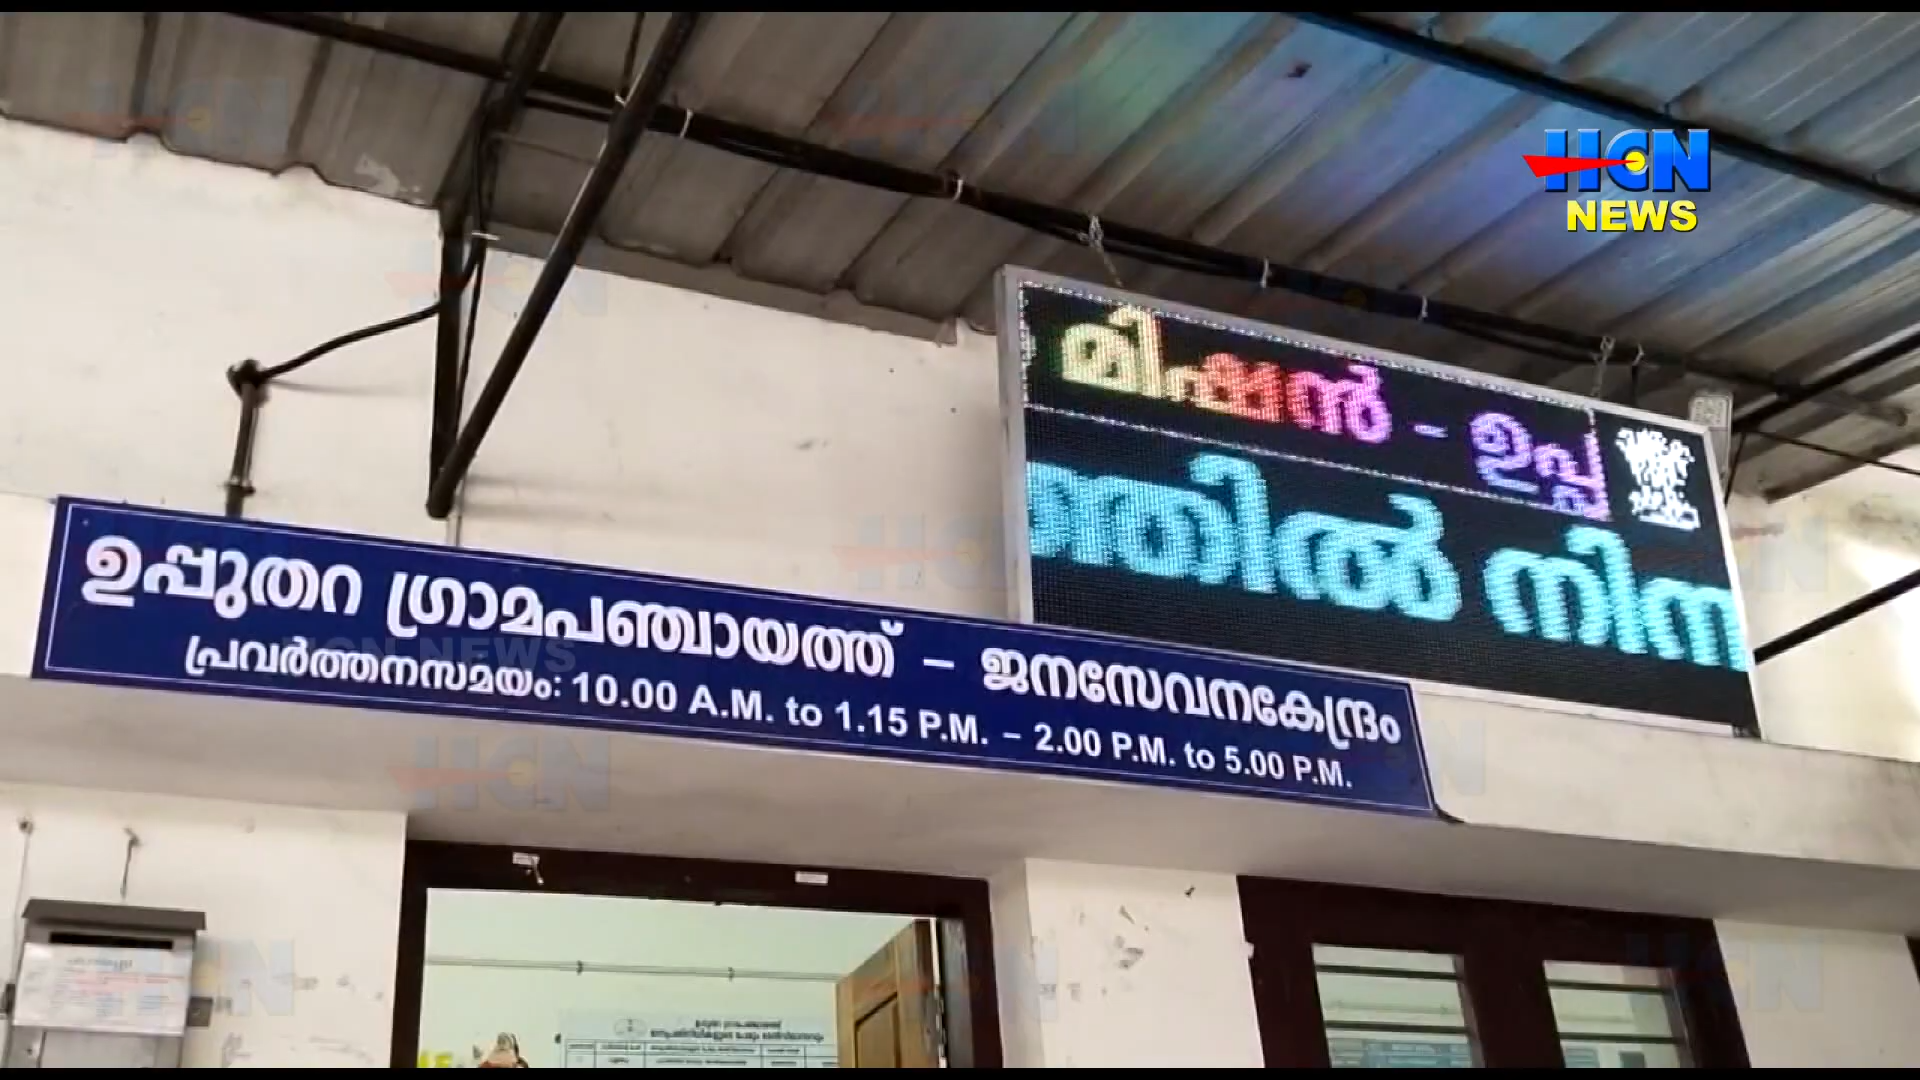 HCN
NEWS
മിഷൻ - ഉപ്പ
ത്തിൽ നിന്ന
ഉപ്പുതറ ഗ്രാമപഞ്ചായത്ത് – ജനസേവനകേന്ദ്രം
പ്രവർത്തനസമയം: 10.00 A.M. to 1.15 P.M. – 2.00 P.M. to 5.00 P.M.